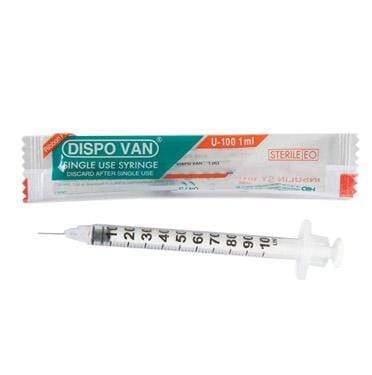 DISPO VAN®
SINGLE USE SYRINGE
DISCARD AFTER SINGLE USE
U-100 1ml
STERILE EO
10 20 30 40 50 60 70 80 90 10